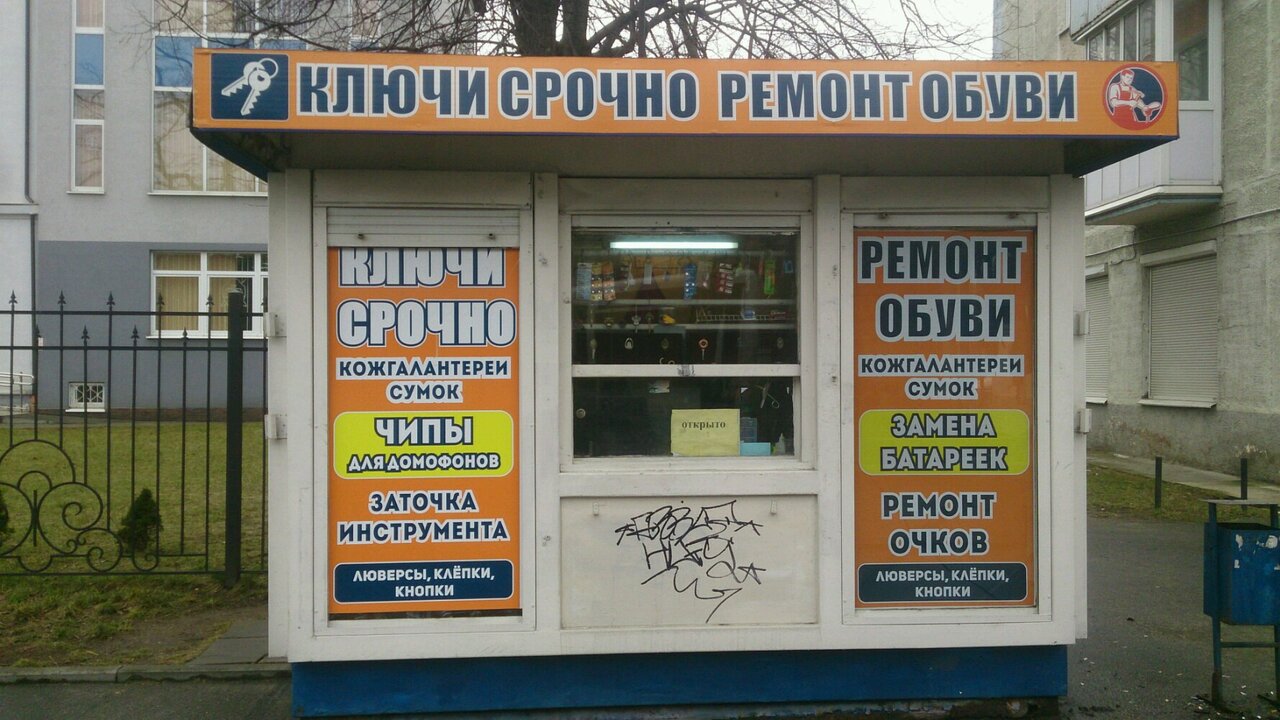 КЛЮЧИ СРОЧНО РЕМОНТ ОБУВИ
КЛЮЧИ
СРОЧНО
КОЖГАЛАНТЕРЕИ
СУМОК
ЧИПЫ
ДЛЯ ДОМОФОНОВ
ЗАТОЧКА
ИНСТРУМЕНТА
ЛЮВЕРСЫ, КЛЁПКИ,
КНОПКИ
ОТКРЫТО
РЕМОНТ
ОБУВИ
КОЖГАЛАНТЕРЕИ
СУМОК
ЗАМЕНА
БАТАРЕЕК
РЕМОНТ
ОЧКОВ
ЛЮВЕРСЫ, КЛЁПКИ,
КНОПКИ